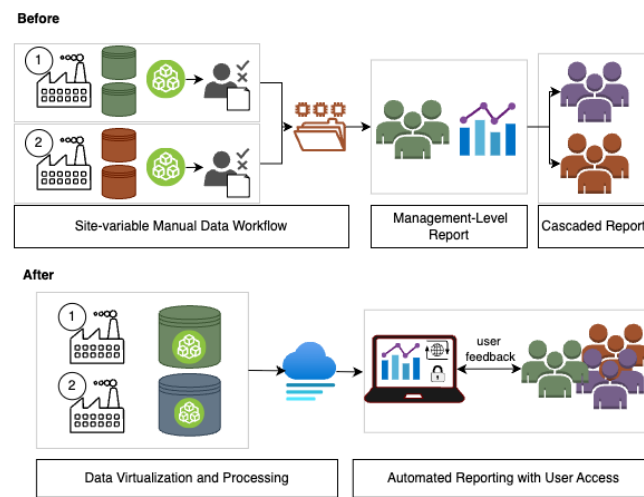 Before
1
2
Site-variable Manual Data Workflow
Management-Level
Report
Cascaded Report
After
1
2
user
feedback
Data Virtualization and Processing
Automated Reporting with User Access